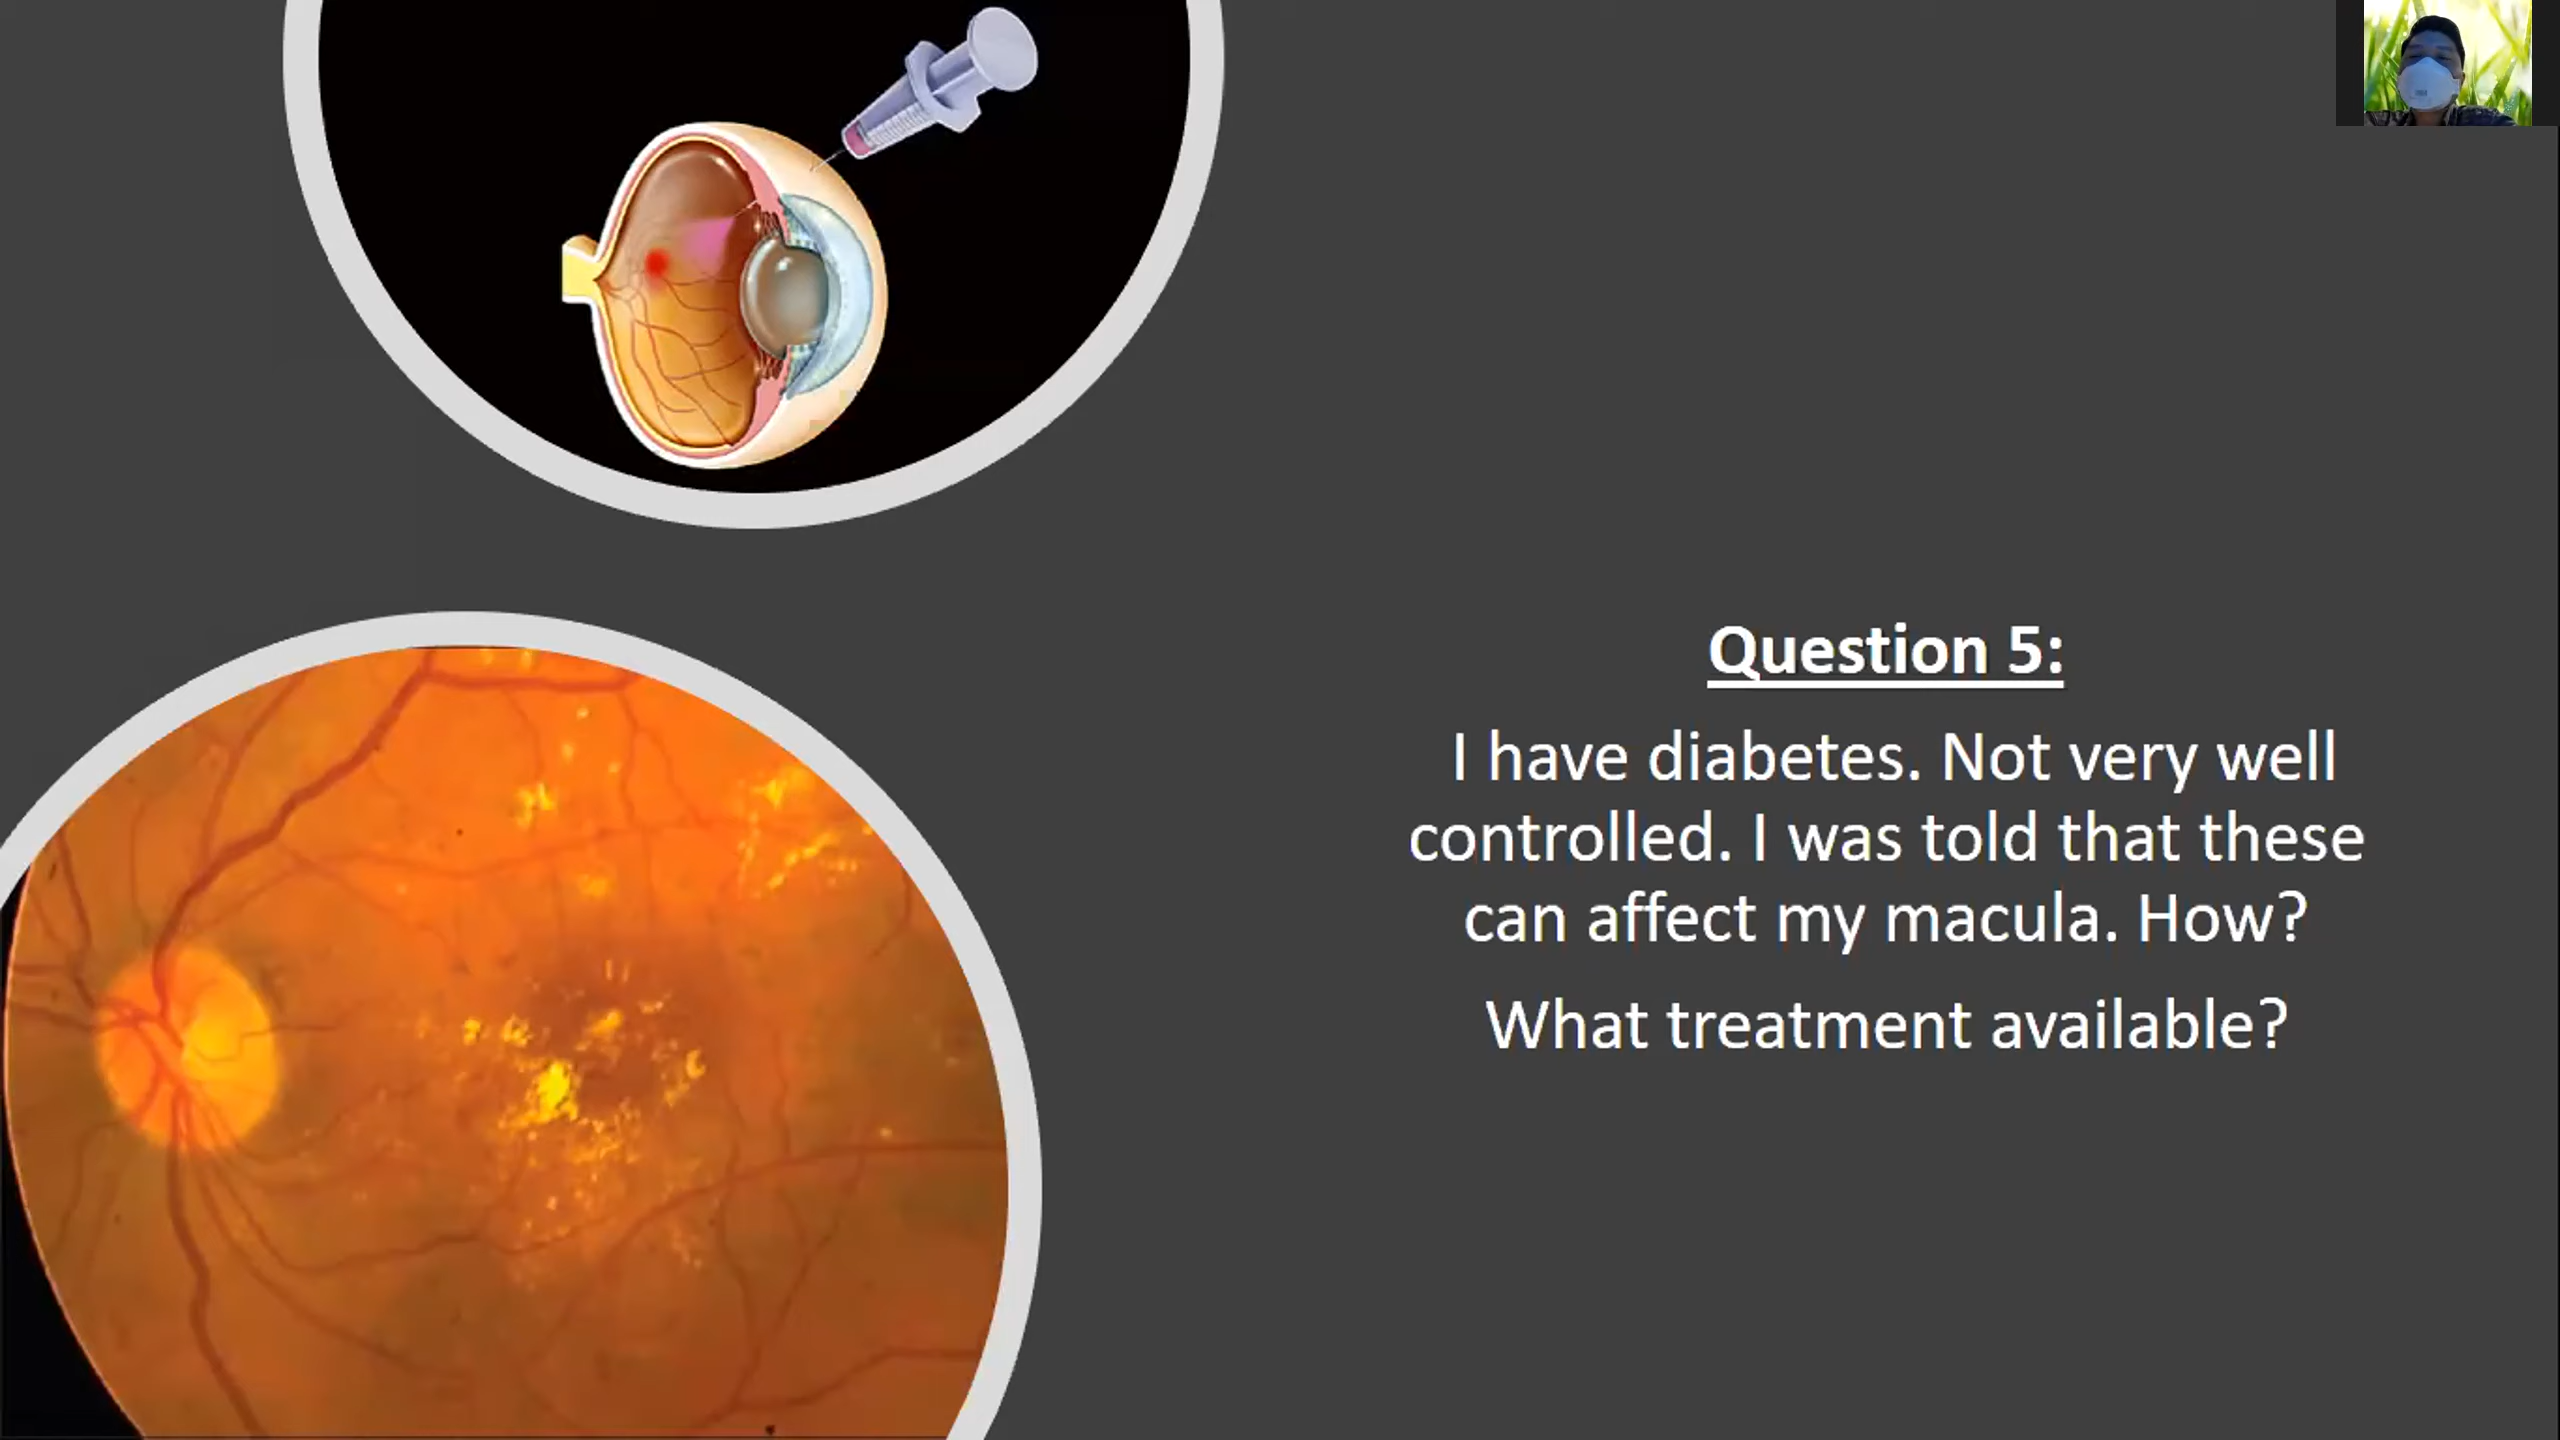 Question 5:
I have diabetes. Not very well
controlled. I was told that these
can affect my macula. How?
What treatment available?